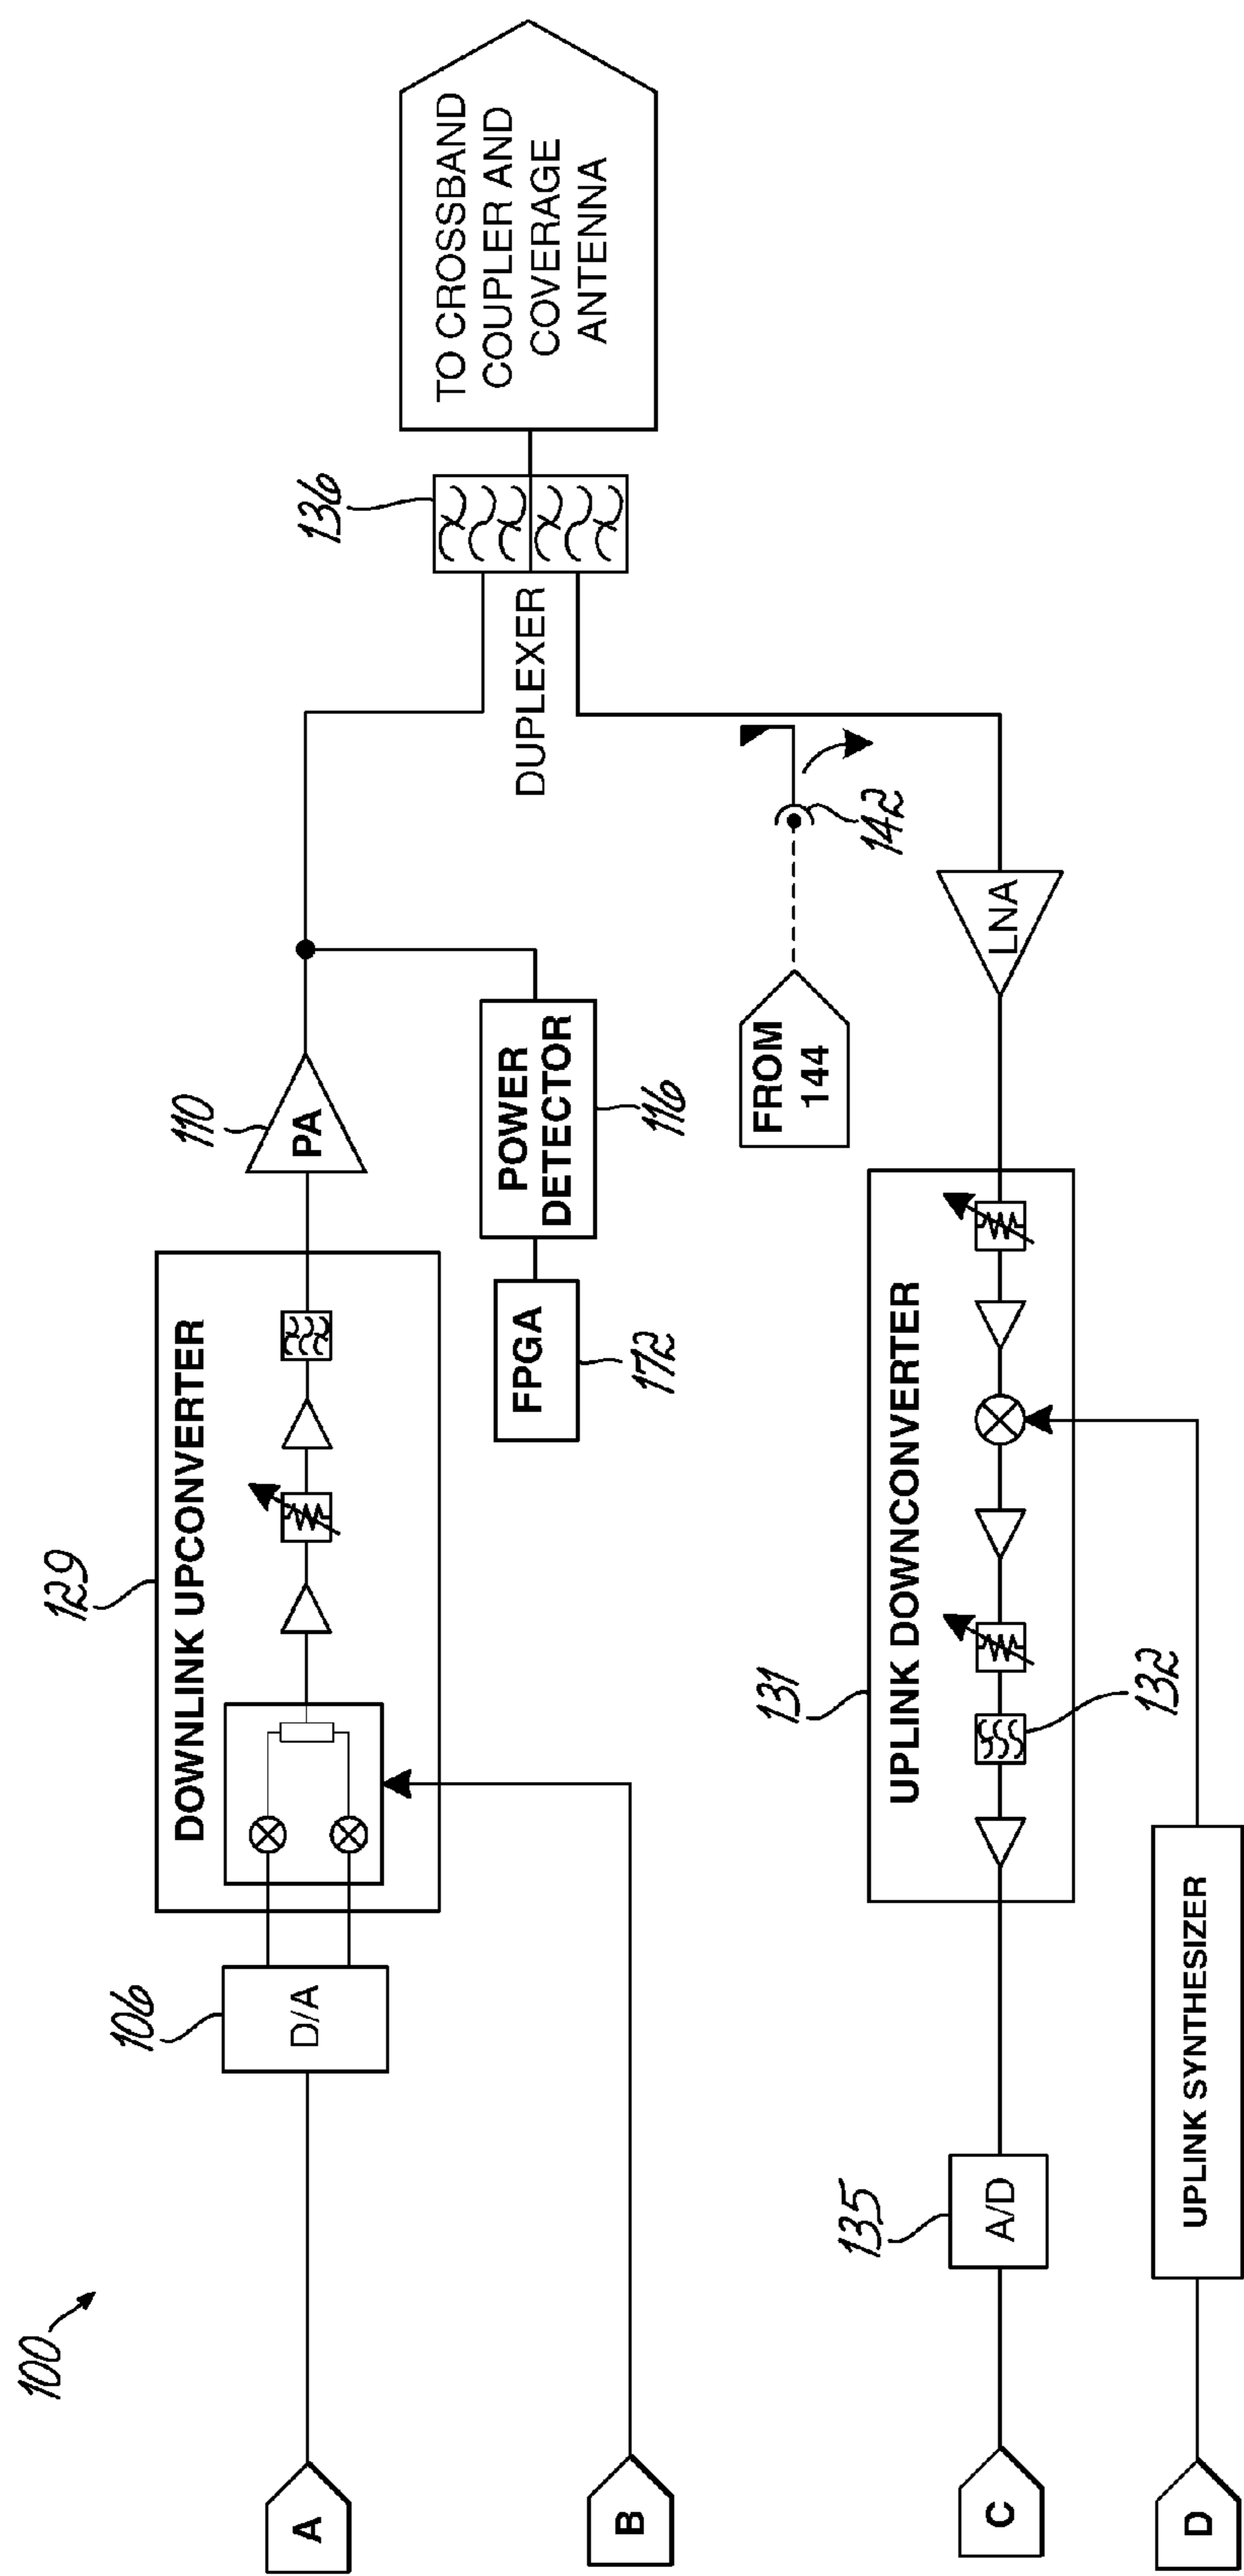 100
A
106
D/A
129
DOWNLINK UPCONVERTER
110
PA
B
FPGA
172
POWER
DETECTOR
116
DUPLEXER
136
TO CROSSBAND
COUPLER AND
COVERAGE
ANTENNA
FROM
144
142
C
135
A/D
131
UPLINK DOWNCONVERTER
132
LNA
D
UPLINK SYNTHESIZER